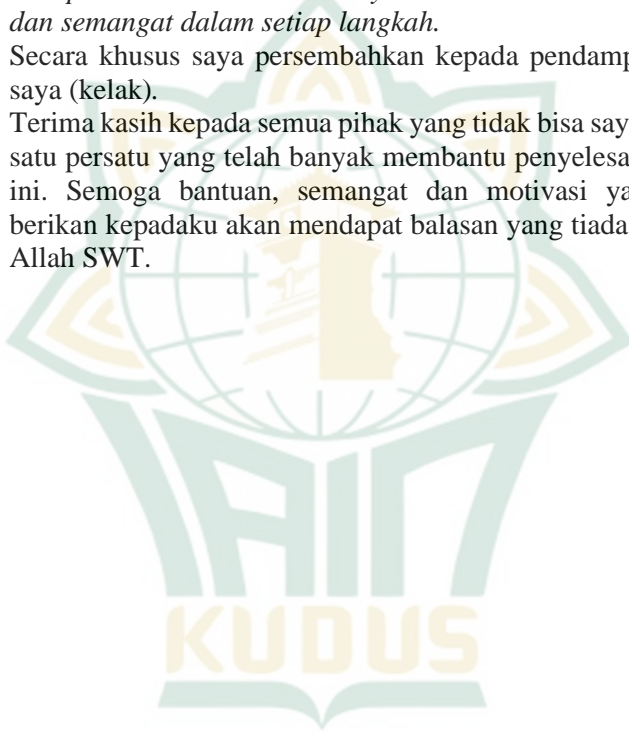 dan semangat dalam setiap langkah.
Secara khusus saya persembahkan kepada pendamp
saya (kelak).
Terima kasih kepada semua pihak yang tidak bisa say
satu persatu yang telah banyak membantu penyelesa
ini. Semoga bantuan, semangat dan motivasi ya
berikan kepadaku akan mendapat balasan yang tiada
Allah SWT.
IAIN
KUDUS